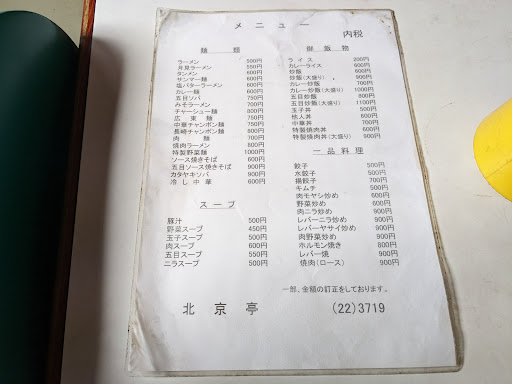 メニュー
内税
麺類
ラーメン 500円
月見ラーメン 550円
タンメン 600円
サンマー麺 600円
塩バターラーメン 600円
カレー麺 600円
五目ソバ 750円
みそラーメン 700円
チャーシュー麺 800円
広東麺 750円
中華チャンポン麺 750円
長崎チャンポン麺 800円
肉麺 700円
焼肉ラーメン 800円
特製野菜麺 1000円
ソース焼きそば 600円
五目ソース焼きそば 900円
カタヤキソバ 900円
冷し中華 600円
スープ
豚汁 500円
野菜スープ 450円
玉子スープ 500円
肉スープ 600円
五目スープ 550円
ニラスープ 500円
御飯物
ライス 200円
カレーライス 600円
炒飯 600円
炒飯(大盛り) 900円
カレー炒飯 700円
カレー炒飯(大盛り) 1000円
五目炒飯 800円
五目炒飯(大盛り) 1100円
玉子丼 500円
他人丼 600円
中華丼 700円
特製焼肉丼 600円
特製焼肉丼(大盛り) 900円
一品料理
餃子 500円
水餃子 500円
揚餃子 700円
キムチ 500円
肉モヤシ炒め 600円
野菜炒め 600円
肉ニラ炒め 900円
レバーニラ炒め 900円
レバーヤサイ炒め 900円
肉野菜炒め 900円
ホルモン焼き 800円
レバー焼 900円
焼肉(ロース) 900円
一部、金額の訂正をしております。
北京亭 (22)3719